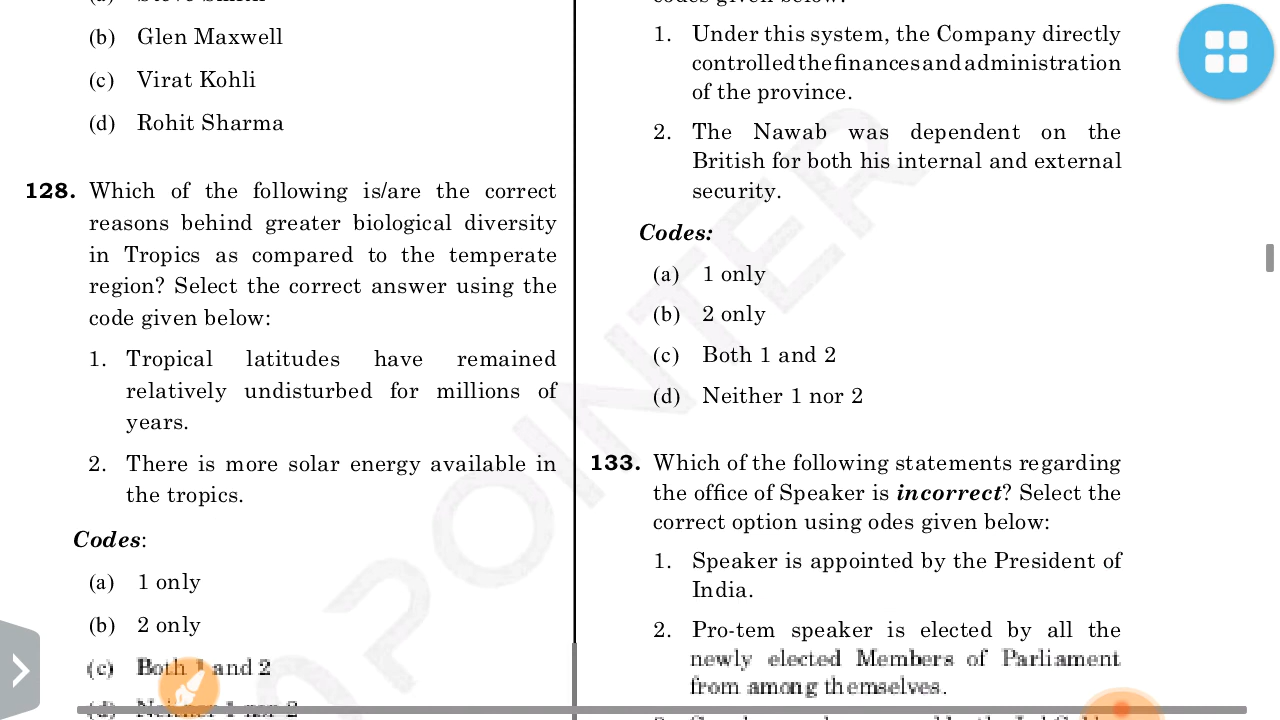 (b) Glen Maxwell
(c) Virat Kohli
(d) Rohit Sharma
128. Which of the following is/are the correct
reasons behind greater biological diversity
in Tropics as compared to the temperate
region? Select the correct answer using the
code given below:
1. Tropical latitudes have remained
relatively undisturbed for millions of
years.
2. There is more solar energy available in
the tropics.
Codes:
(a) 1 only
(b) 2 only
(c) Both 1 and 2
(d) Neither 1 nor 2
1. Under this system, the Company directly
controlled the finances and administration
of the province.
2. The Nawab was dependent on the
British for both his internal and external
security.
Codes:
(a) 1 only
(b) 2 only
(c) Both 1 and 2
(d) Neither 1 nor 2
133. Which of the following statements regarding
the office of Speaker is incorrect? Select the
correct option using odes given below:
1. Speaker is appointed by the President of
India.
2. Pro-tem speaker is elected by all the
newly elected Members of Parliament
from among themselves.
POINTER